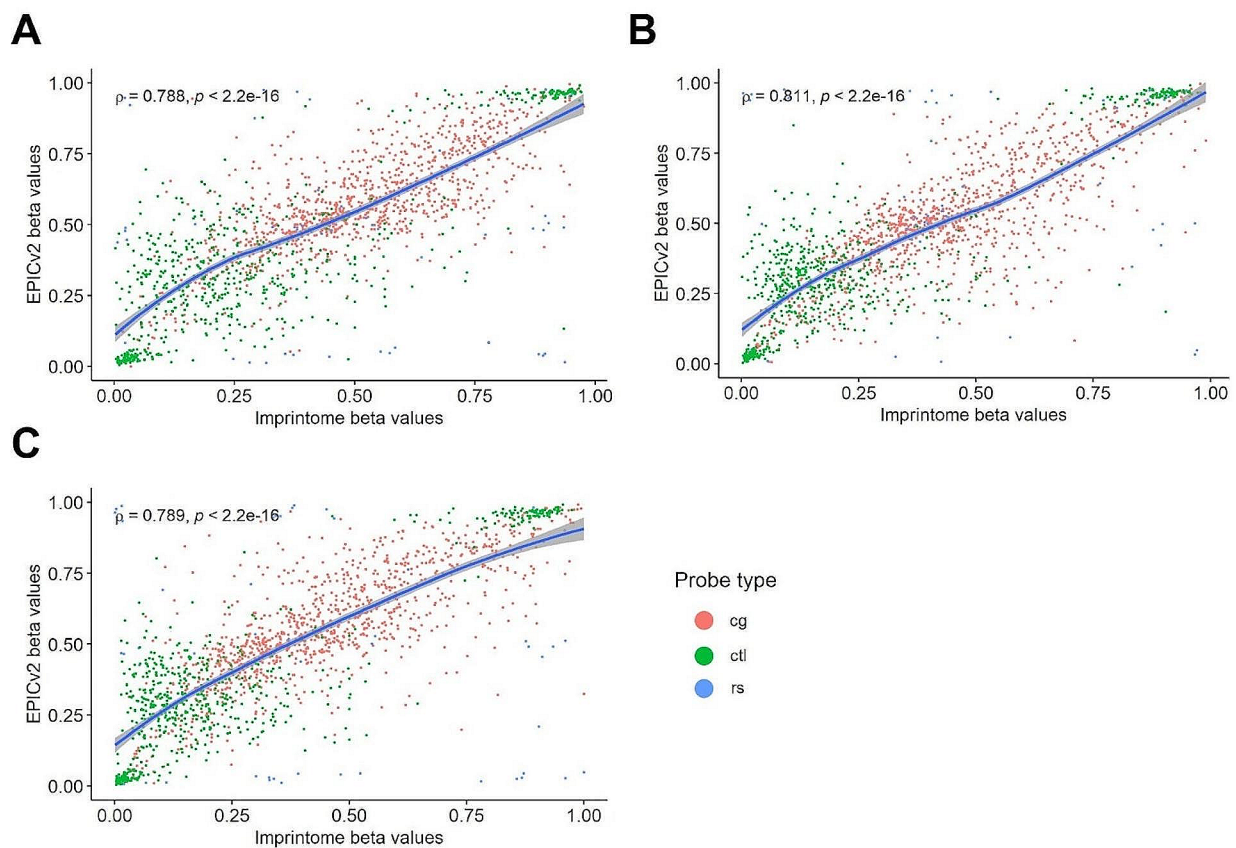 A
1.00
0.75
0.50
0.25
0.00
EPICv2 beta values
ρ = 0.788, p < 2.2e-16
0.00 0.25 0.50 0.75 1.00
Imprintome beta values
B
1.00
0.75
0.50
0.25
0.00
EPICv2 beta values
ρ = 0.811, p < 2.2e-16
0.00 0.25 0.50 0.75 1.00
Imprintome beta values
C
1.00
0.75
0.50
0.25
0.00
EPICv2 beta values
ρ = 0.789, p < 2.2e-16
0.00 0.25 0.50 0.75 1.00
Imprintome beta values
Probe type
cg
ctl
rs